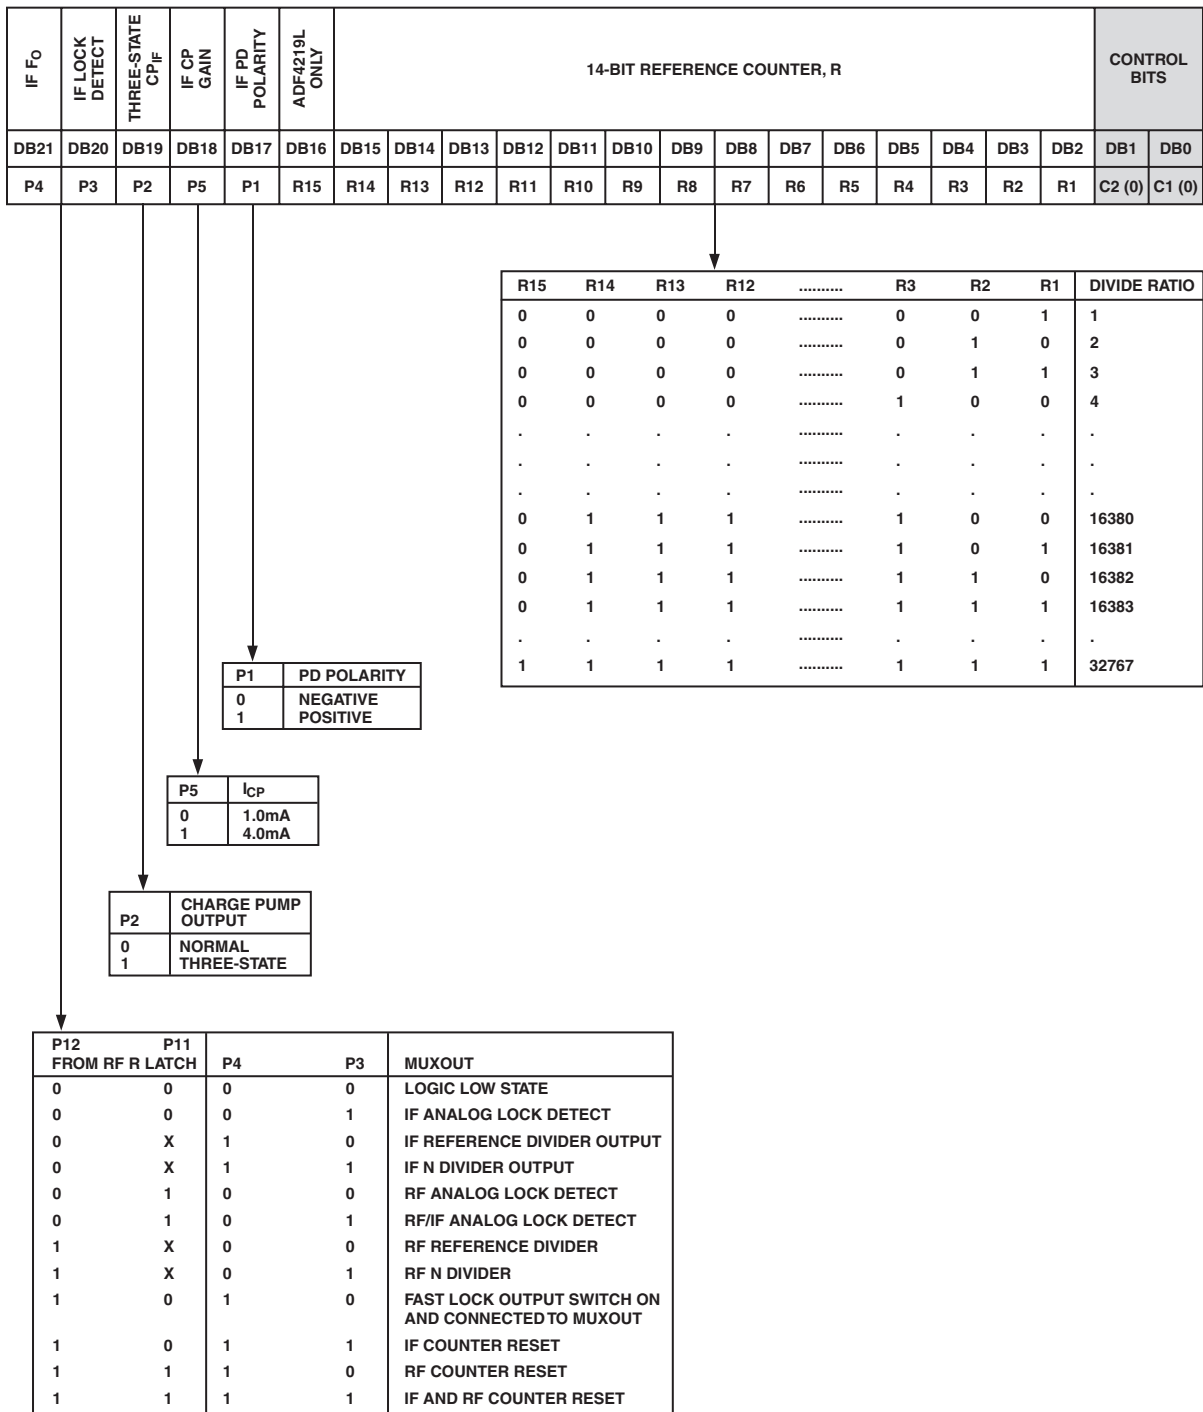 IF FO
IF LOCK DETECT
THREE-STATE CPIF
IF CP GAIN
IF PD POLARITY
ADF4219L ONLY
14-BIT REFERENCE COUNTER, R
CONTROL BITS
DB21 DB20 DB19 DB18 DB17 DB16 DB15 DB14 DB13 DB12 DB11 DB10 DB9 DB8 DB7 DB6 DB5 DB4 DB3 DB2 DB1 DB0
P4 P3 P2 P5 P1 R15 R14 R13 R12 R11 R10 R9 R8 R7 R6 R5 R4 R3 R2 R1 C2 (0) C1 (0)
R15 R14 R13 R12 .......... R3 R2 R1 DIVIDE RATIO
0 0 0 0 .......... 0 0 1 1
0 0 0 0 .......... 0 1 0 2
0 0 0 0 .......... 0 1 1 3
0 0 0 0 .......... 1 0 0 4
. . . . .......... . . . .
. . . . .......... . . . .
. . . . .......... . . . .
0 1 1 1 .......... 1 0 0 16380
0 1 1 1 .......... 1 0 1 16381
0 1 1 1 .......... 1 1 0 16382
0 1 1 1 .......... 1 1 1 16383
. . . . .......... . . . .
1 1 1 1 .......... 1 1 1 32767
P1 PD POLARITY
0 NEGATIVE
1 POSITIVE
P5 ICP
0 1.0mA
1 4.0mA
P2 CHARGE PUMP OUTPUT
0 NORMAL
1 THREE-STATE
P12 P11
FROM RF R LATCH P4 P3 MUXOUT
0 0 0 0 LOGIC LOW STATE
0 0 0 1 IF ANALOG LOCK DETECT
0 X 1 0 IF REFERENCE DIVIDER OUTPUT
0 X 1 1 IF N DIVIDER OUTPUT
0 1 0 0 RF ANALOG LOCK DETECT
0 1 0 1 RF/IF ANALOG LOCK DETECT
1 X 0 0 RF REFERENCE DIVIDER
1 X 0 1 RF N DIVIDER
1 0 1 0 FAST LOCK OUTPUT SWITCH ON
AND CONNECTED TO MUXOUT
1 0 1 1 IF COUNTER RESET
1 1 1 0 RF COUNTER RESET
1 1 1 1 IF AND RF COUNTER RESET